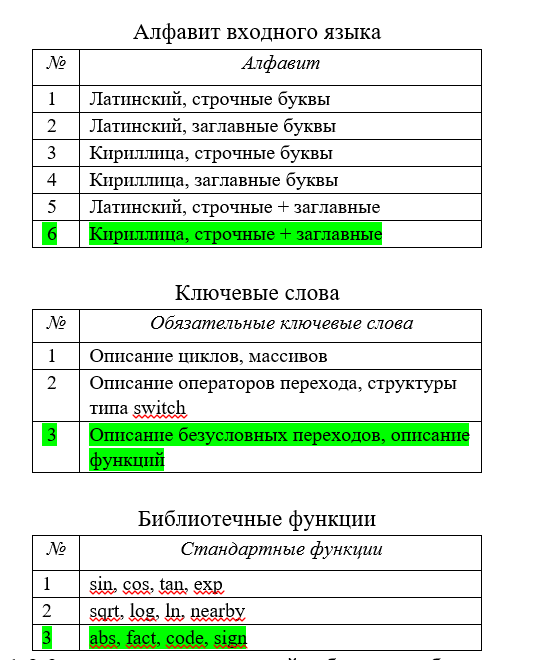 Алфавит входного языка
№ Алфавит
1 Латинский, строчные буквы
2 Латинский, заглавные буквы
3 Кириллица, строчные буквы
4 Кириллица, заглавные буквы
5 Латинский, строчные + заглавные
6 Кириллица, строчные + заглавные
Ключевые слова
№ Обязательные ключевые слова
1 Описание циклов, массивов
2 Описание операторов перехода, структуры
типа switch
3 Описание безусловных переходов, описание
функций
Библиотечные функции
№ Стандартные функции
1 sin, cos, tan, exp
2 sqrt, log, ln, nearby
3 abs, fact, code, sign